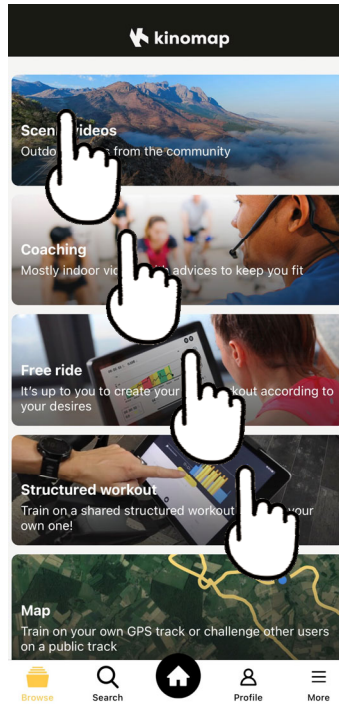 kinomap
Scen videos
Outdo from the community
Coaching
Mostly indoor vi advices to keep you fit
Free ride
It's up to you to create your kout according to
your desires
Structured workout
Train on a shared structured workout your
own one!
Map
Train on your own GPS track or challenge other users
on a public track
Browse
Search
Profile
More